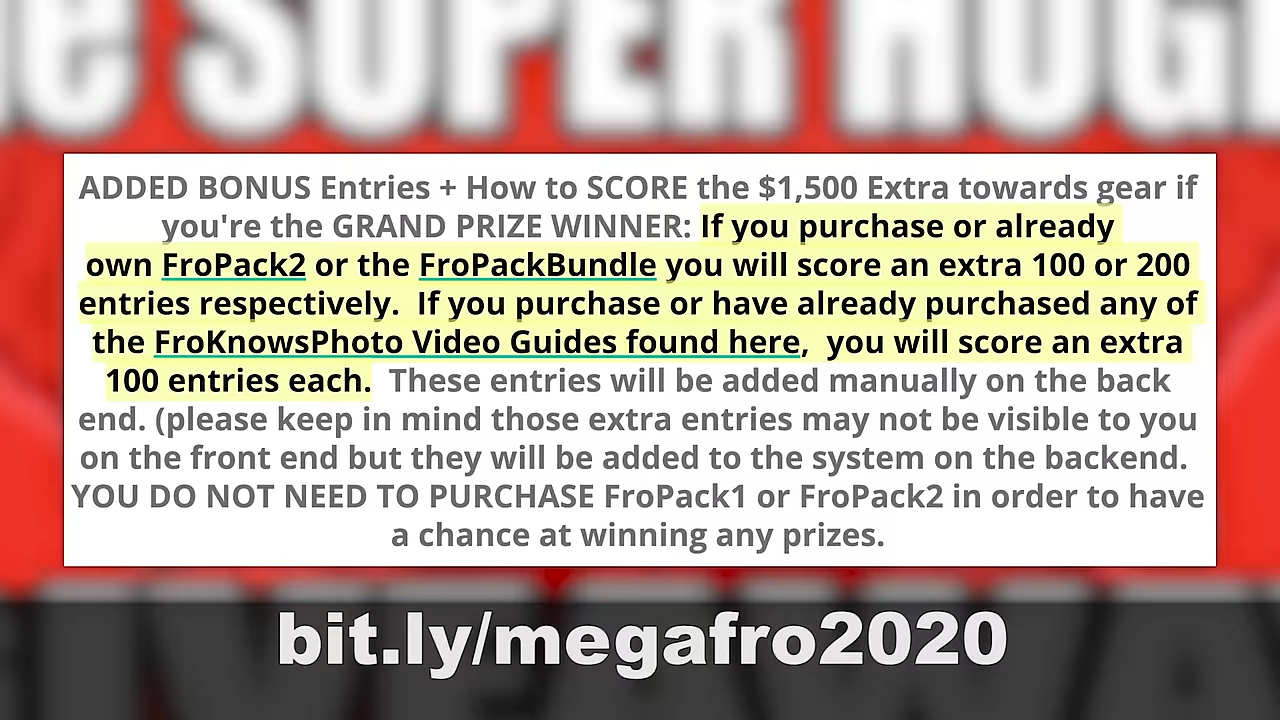 e SUPER HUGE
ADDED BONUS Entries + How to SCORE the $1,500 Extra towards gear if
you're the GRAND PRIZE WINNER: If you purchase or already
own FroPack2 or the FroPackBundle you will score an extra 100 or 200
entries respectively.  If you purchase or have already purchased any of
the FroKnowsPhoto Video Guides found here,  you will score an extra
100 entries each.  These entries will be added manually on the back
end. (please keep in mind those extra entries may not be visible to you
on the front end but they will be added to the system on the backend.
YOU DO NOT NEED TO PURCHASE FroPack1 or FroPack2 in order to have
a chance at winning any prizes.
bit.ly/megafro2020